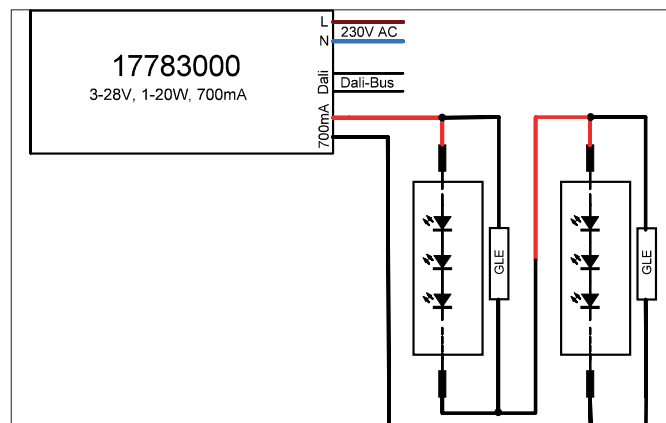 L
230V AC
N
17783000
3-28V, 1-20W, 700mA
Dali
Dali-Bus
700mA
GLE
GLE